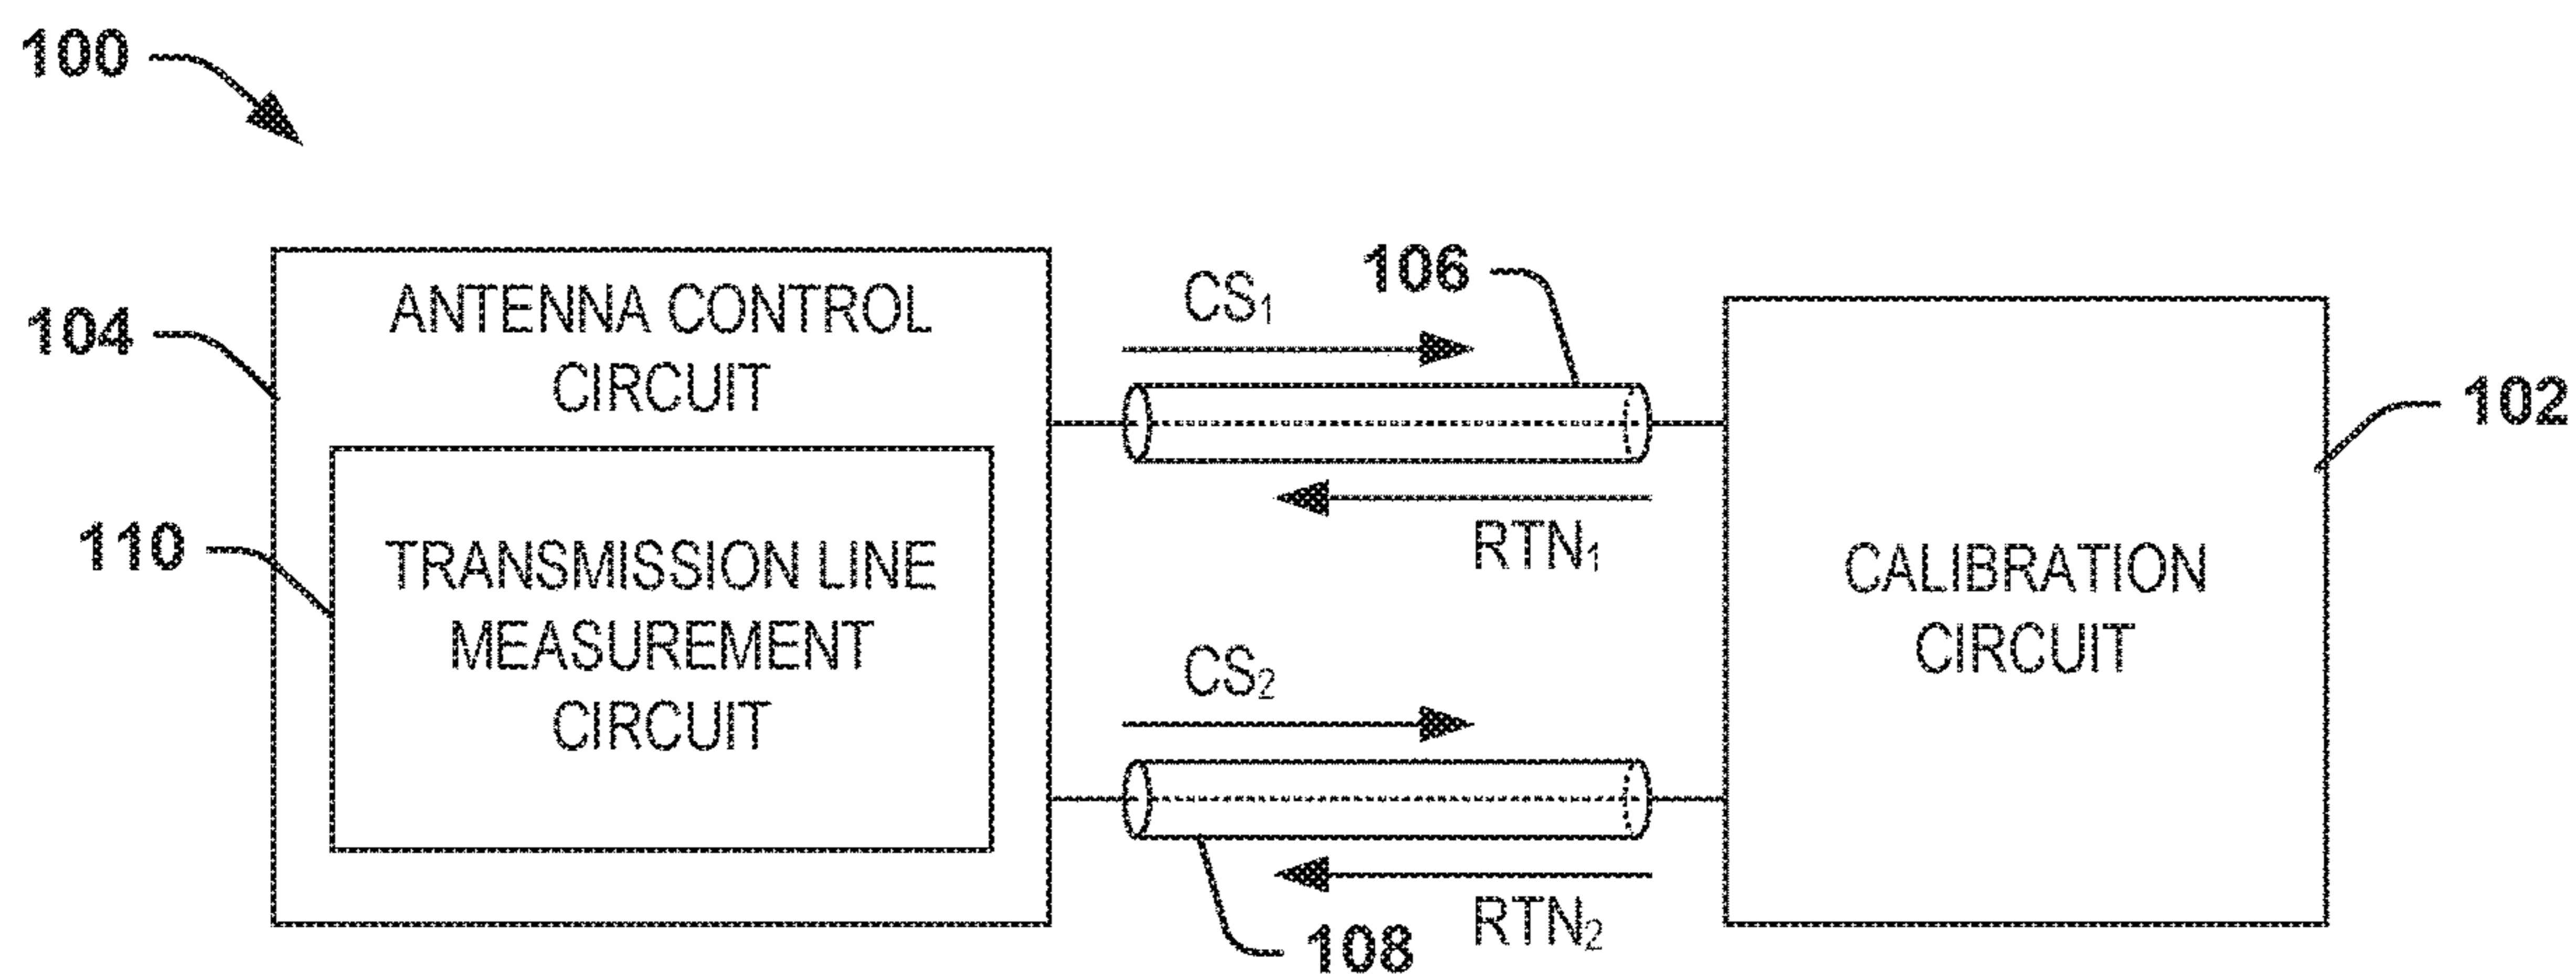 100
104
ANTENNA CONTROL
CIRCUIT
110
TRANSMISSION LINE
MEASUREMENT
CIRCUIT
CS₁
106
RTN₁
CS₂
108
RTN₂
102
CALIBRATION
CIRCUIT